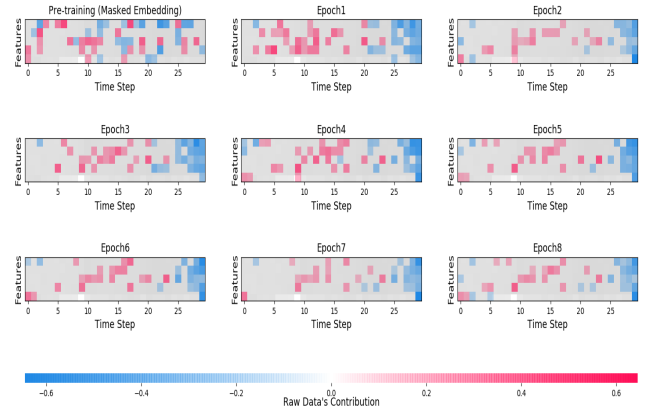 Pre-training (Masked Embedding) Epoch1 Epoch2
Features Features Features
0 5 10 15 20 25 0 5 10 15 20 25 0 5 10 15 20 25
Time Step Time Step Time Step
Epoch3 Epoch4 Epoch5
Features Features Features
0 5 10 15 20 25 0 5 10 15 20 25 0 5 10 15 20 25
Time Step Time Step Time Step
Epoch6 Epoch7 Epoch8
Features Features Features
0 5 10 15 20 25 0 5 10 15 20 25 0 5 10 15 20 25
Time Step Time Step Time Step
−0.6 −0.4 −0.2 0.0 0.2 0.4 0.6
Raw Data's Contribution